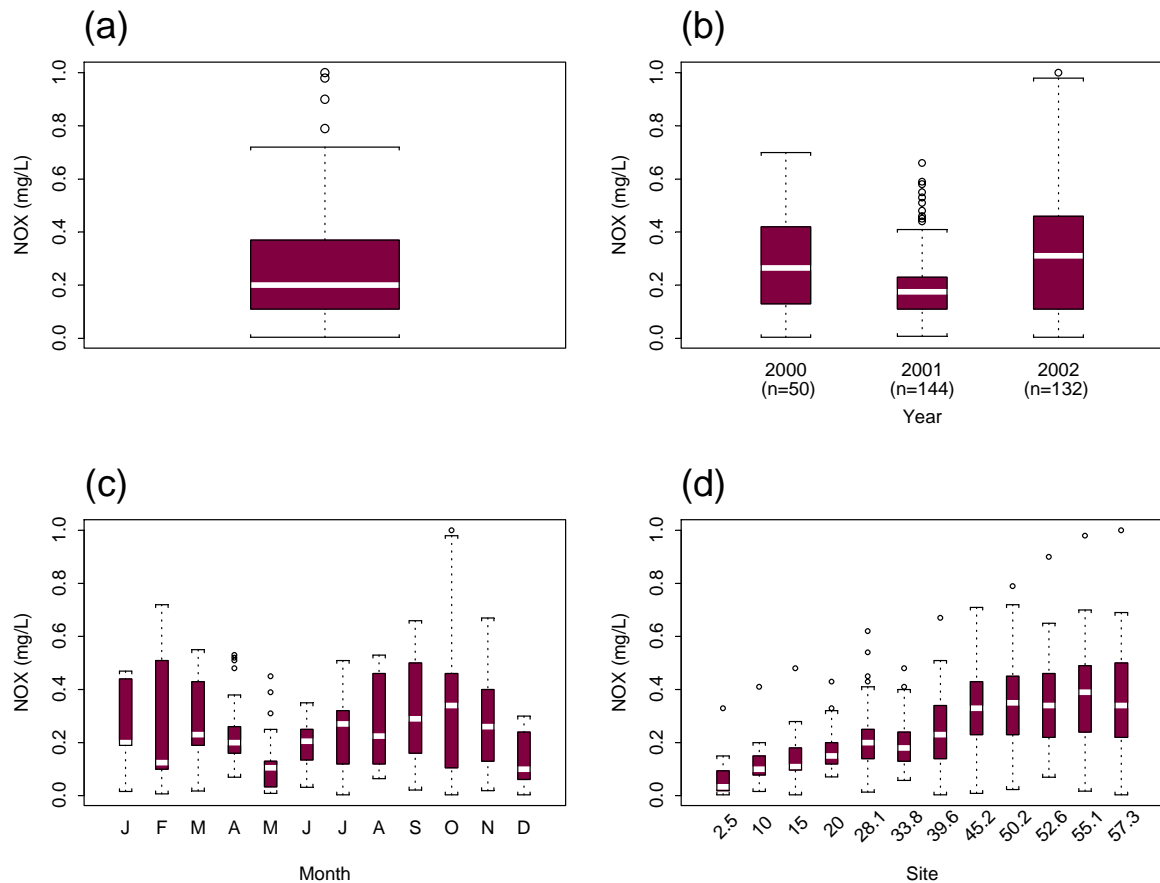 (a)
NOX (mg/L)
0.0 0.2 0.4 0.6 0.8 1.0
(b)
NOX (mg/L)
0.0 0.2 0.4 0.6 0.8 1.0
2000 2001 2002
(n=50) (n=144) (n=132)
Year
(c)
NOX (mg/L)
0.0 0.2 0.4 0.6 0.8 1.0
J F M A M J J A S O N D
Month
(d)
NOX (mg/L)
0.0 0.2 0.4 0.6 0.8 1.0
2.5 10 15 20 28.1 33.8 39.6 45.2 50.2 52.6 55.1 57.3
Site